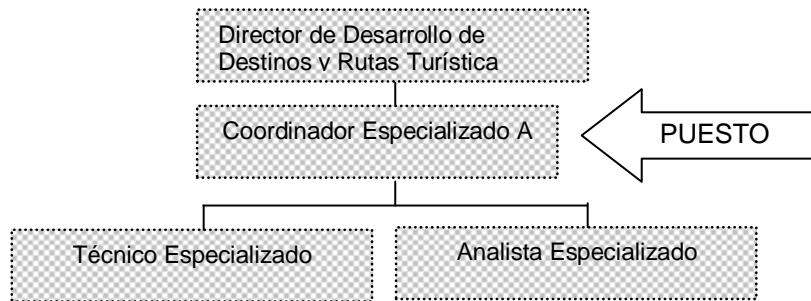 Director de Desarrollo de
Destinos v Rutas Turística
Coordinador Especializado A
PUESTO
Técnico Especializado
Analista Especializado